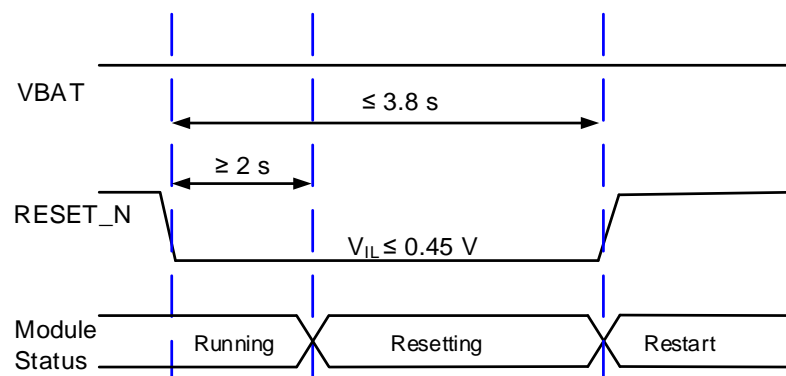 VBAT
≤ 3.8 s
≥ 2 s
RESET_N
VIL ≤ 0.45 V
Module
Status
Running
Resetting
Restart